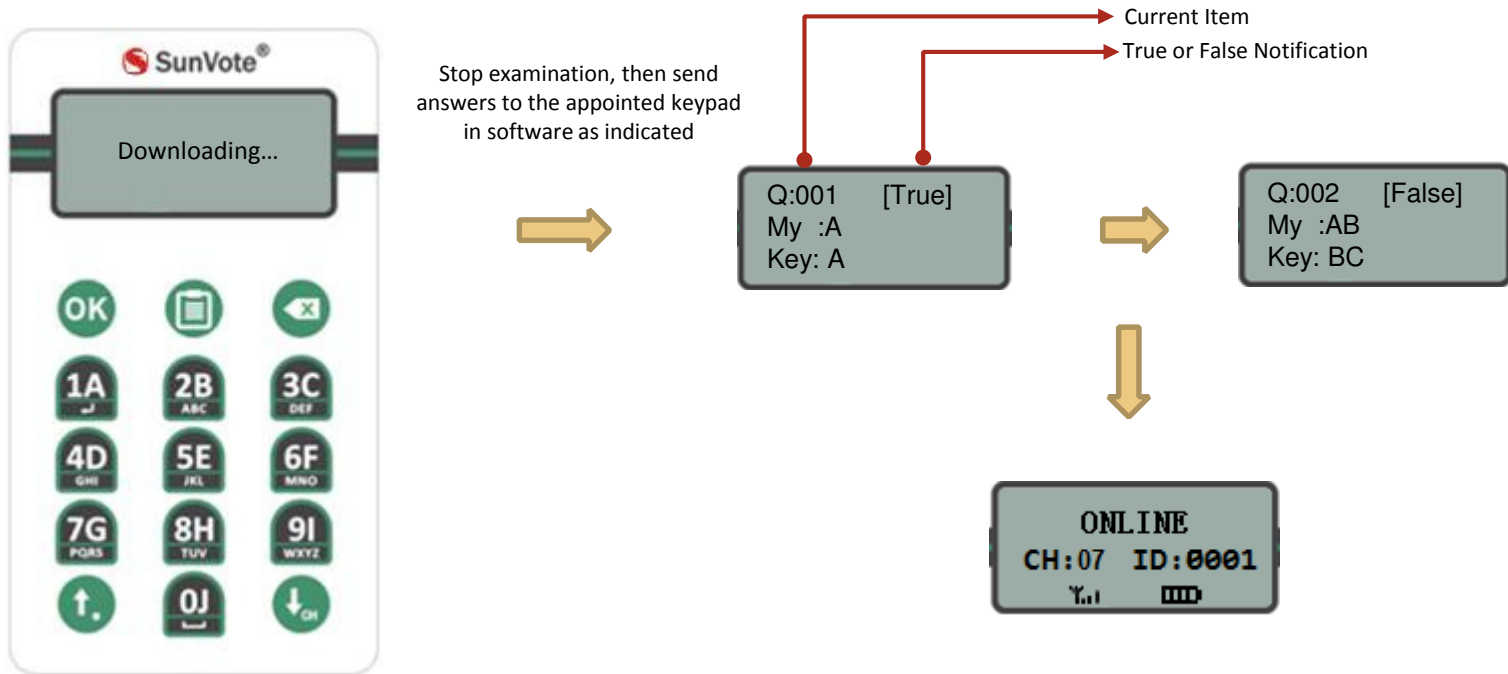 SunVote®
Downloading...
OK
1A
2B
ABC
3C
DEF
4D
GHI
5E
JKL
6F
MNO
7G
PQRS
8H
TUV
9I
WXYZ
0J
CH
Stop examination, then send
answers to the appointed keypad
in software as indicated
Current Item
True or False Notification
Q:001 [True]
My :A
Key: A
Q:002 [False]
My :AB
Key: BC
ONLINE
CH:07 ID:0001